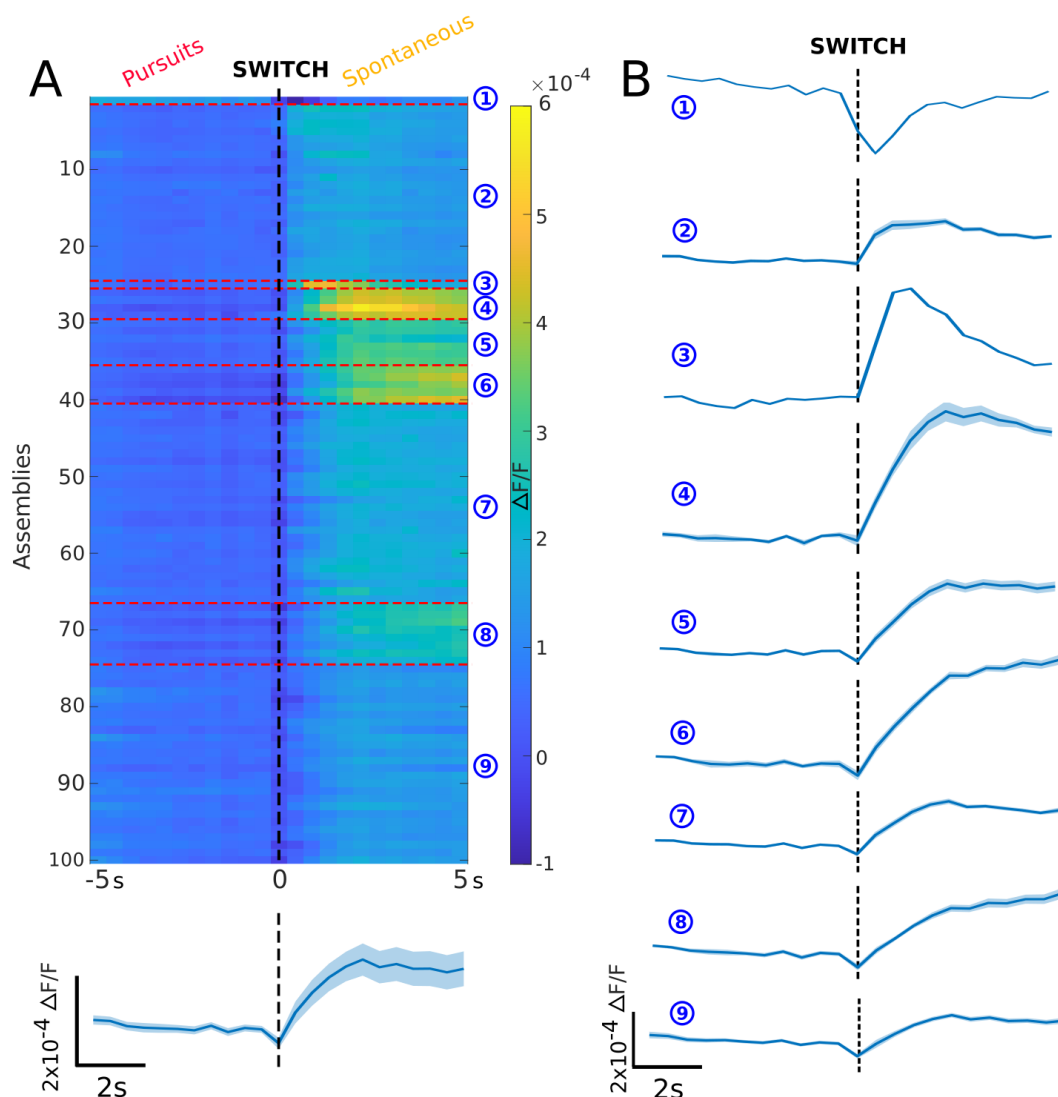 A
Pursuits
SWITCH
Spontaneous
×10⁻⁴
6
5
4
3
2
1
0
-1
ΔF/F
Assemblies
10
20
30
40
50
60
70
80
90
100
-5s
0
5s
①
②
③
④
⑤
⑥
⑦
⑧
⑨
2x10⁻⁴ ΔF/F
2s
B
SWITCH
①
②
③
④
⑤
⑥
⑦
⑧
⑨
2x10⁻⁴ ΔF/F
2s